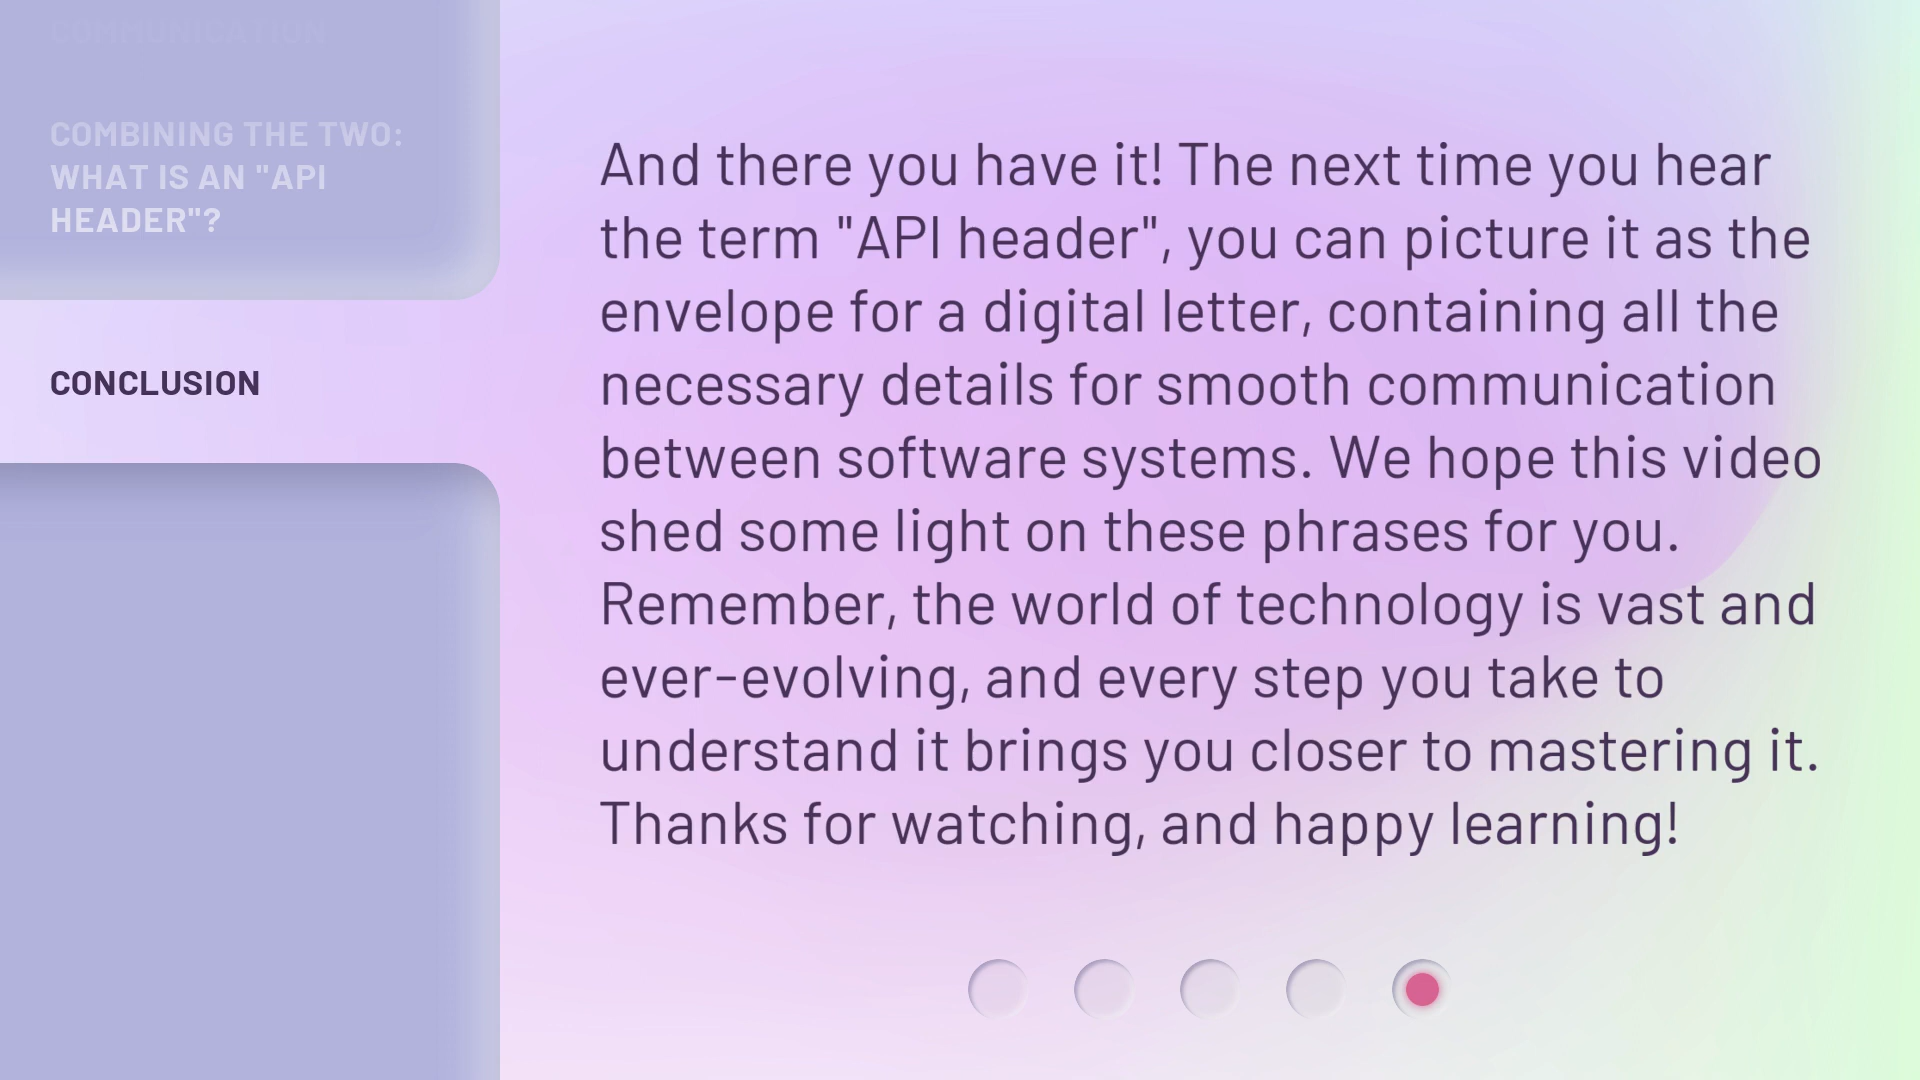 COMMUNICATION
COMBINING THE TWO:
WHAT IS AN "API
HEADER"?
CONCLUSION
And there you have it! The next time you hear
the term "API header", you can picture it as the
envelope for a digital letter, containing all the
necessary details for smooth communication
between software systems. We hope this video
shed some light on these phrases for you.
Remember, the world of technology is vast and
ever-evolving, and every step you take to
understand it brings you closer to mastering it.
Thanks for watching, and happy learning!